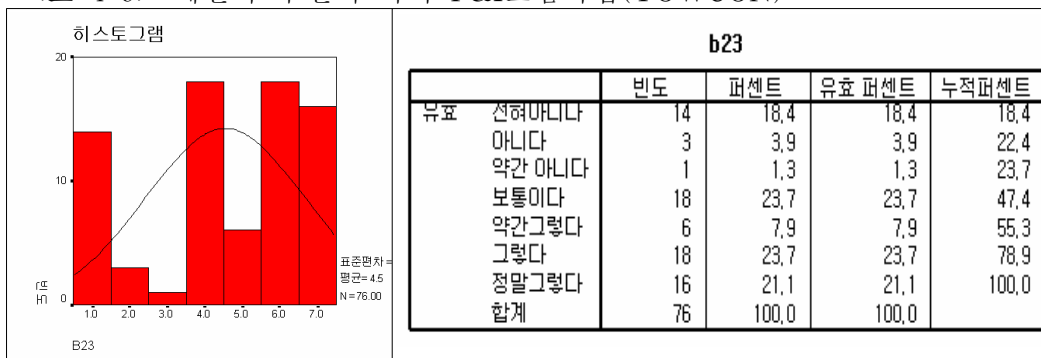 히스토그램
20
10
0
빈도
1.0 2.0 3.0 4.0 5.0 6.0 7.0
표준편차 =
평균= 4.5
N = 76.00
B23
b23
빈도 퍼센트 유효 퍼센트 누적퍼센트
유효 전혀아니다 14 18,4 18,4 18,4
아니다 3 3,9 3,9 22,4
약간 아니다 1 1,3 1,3 23,7
보통이다 18 23,7 23,7 47,4
약간그렇다 6 7,9 7,9 55,3
그렇다 18 23,7 23,7 78,9
정말그렇다 16 21,1 21,1 100,0
합계 76 100,0 100,0